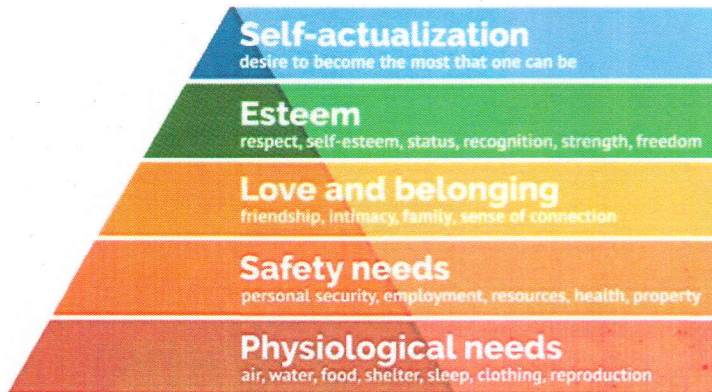 Self-actualization
desire to become the most that one can be
Esteem
respect, self-esteem, status, recognition, strength, freedom
Love and belonging
friendship, intimacy, family, sense of connection
Safety needs
personal security, employment, resources, health, property
Physiological needs
air, water, food, shelter, sleep, clothing, reproduction